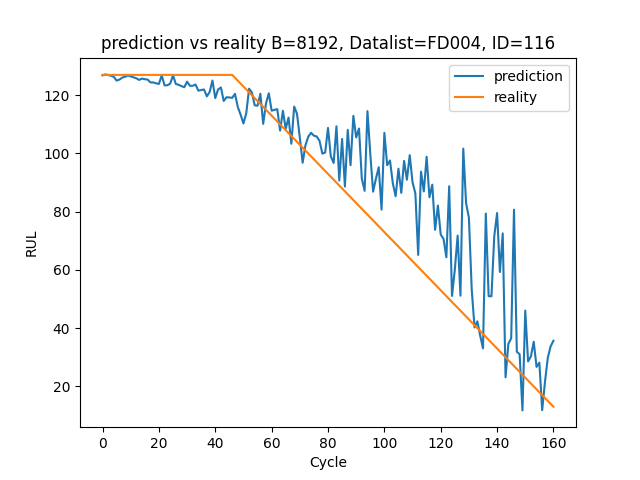 prediction vs reality B=8192, Datalist=FD004, ID=116
prediction
reality
RUL
120
100
80
60
40
20
0 20 40 60 80 100 120 140 160
Cycle